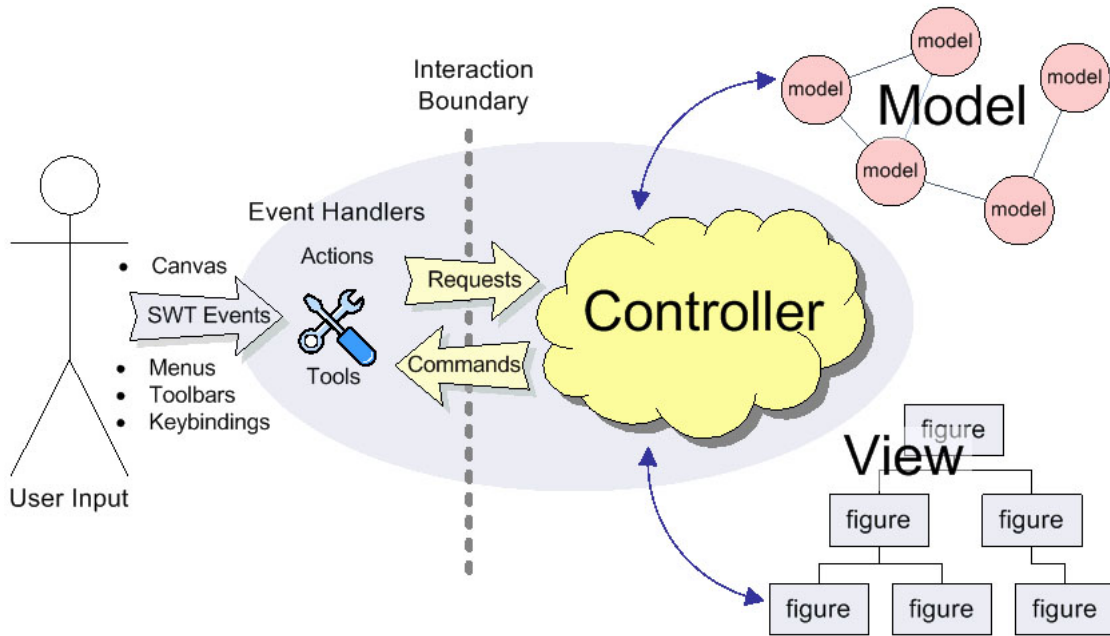 Interaction
Boundary
Event Handlers
Actions
Canvas
SWT Events
Menus
Toolbars
Keybindings
Tools
User Input
Requests
Commands
Controller
model
model
model
Model
model
model
figure
View
figure
figure
figure
figure
figure